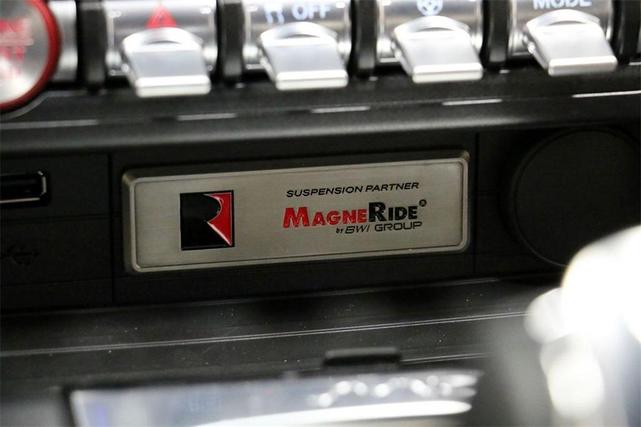 OFF
MODE
SUSPENSION PARTNER
MAGNERIDE®
by BWI GROUP